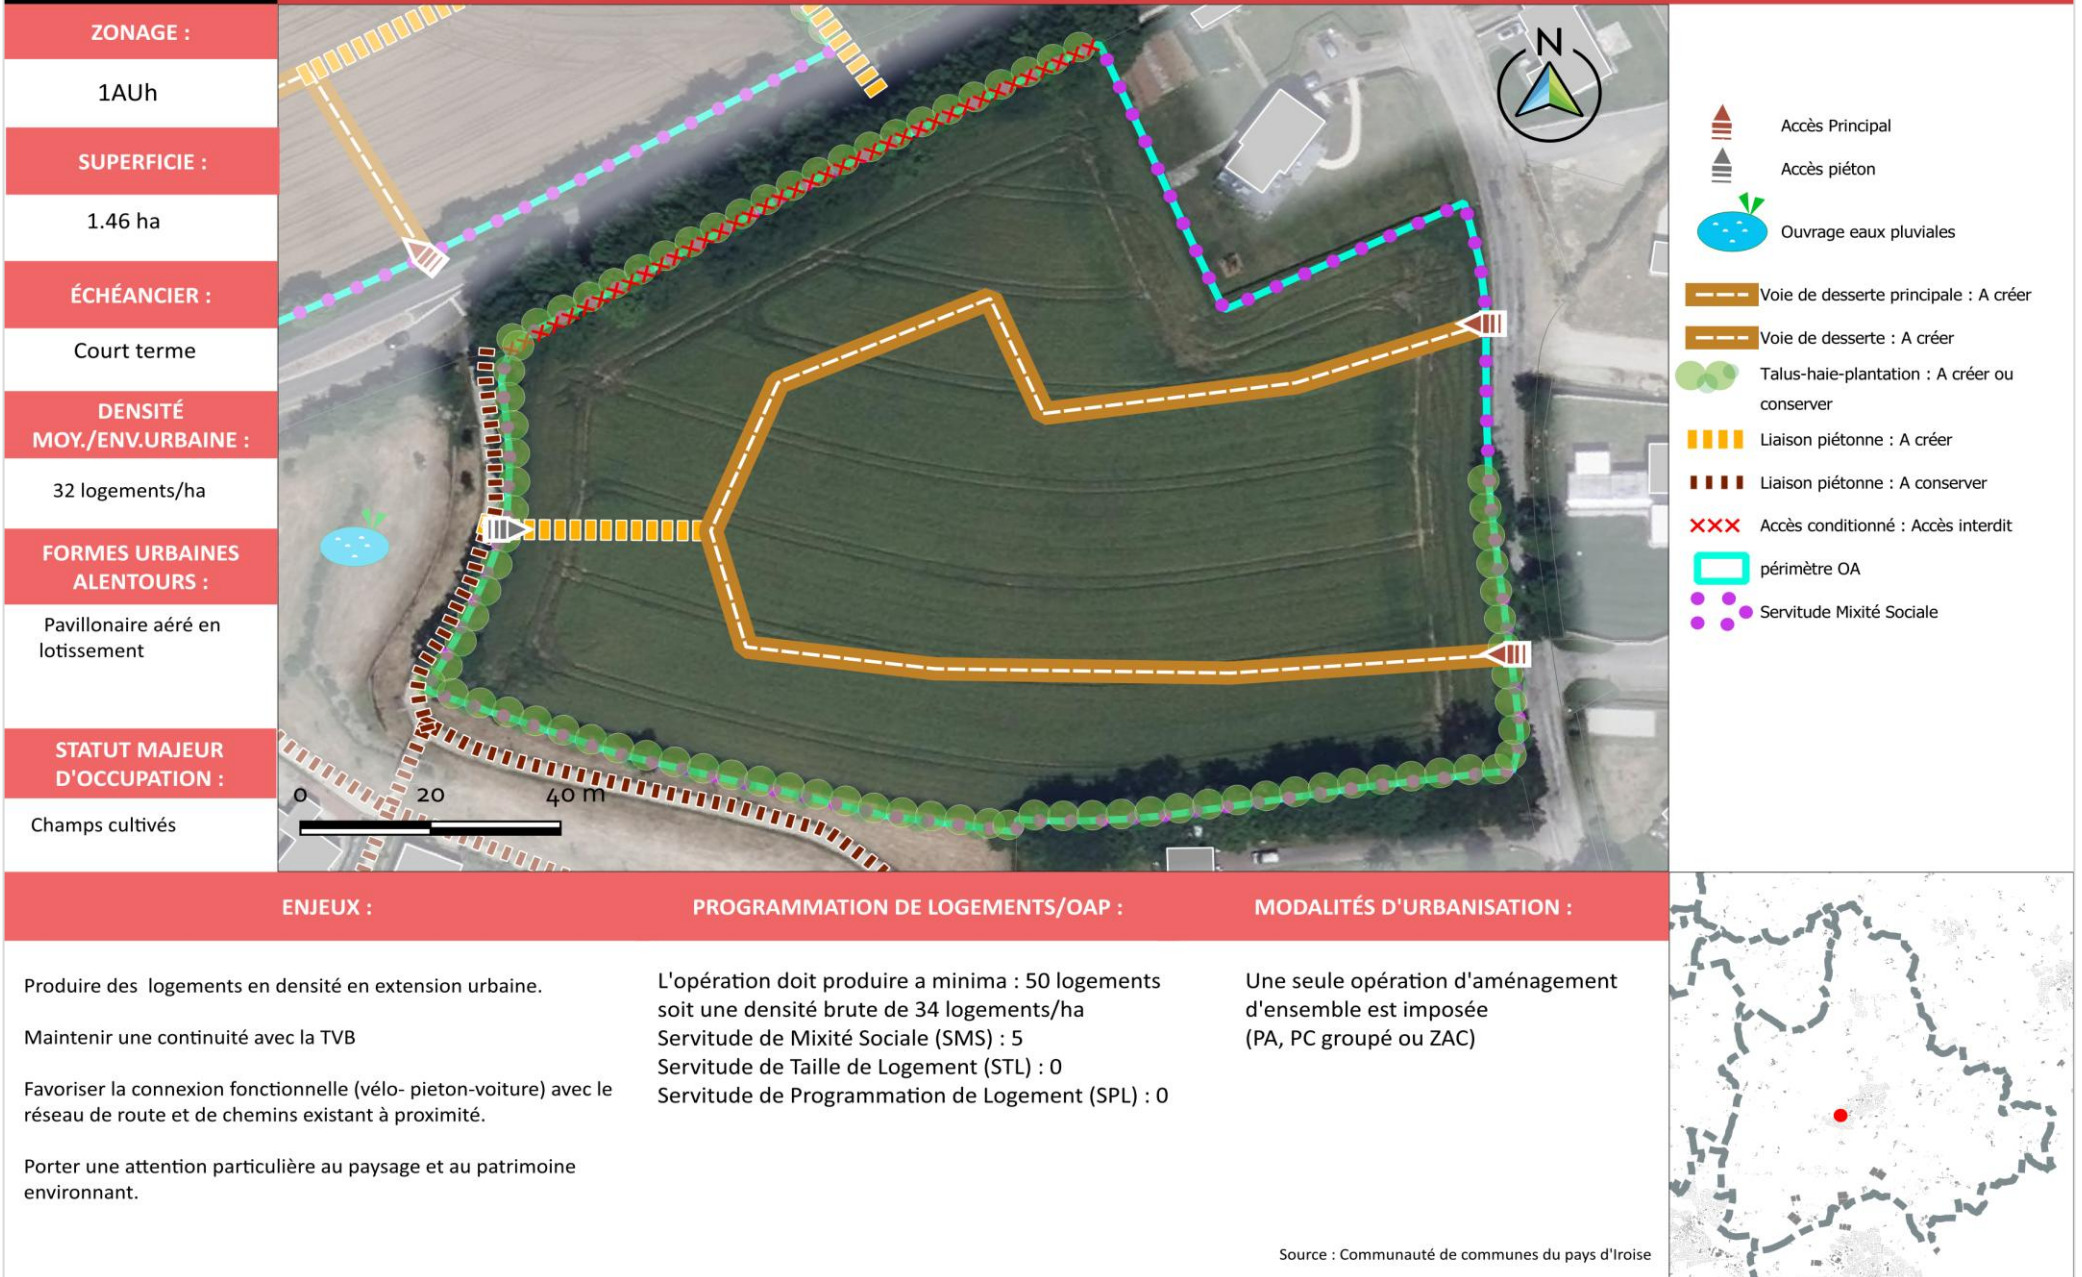 ZONAGE :
1AUh
SUPERFICIE :
1.46 ha
ÉCHÉANCIER :
Court terme
DENSITÉ
MOY./ENV.URBAINE :
32 logements/ha
FORMES URBAINES
ALENTOURS :
Pavillonaire aéré en
lotissement
STATUT MAJEUR
D'OCCUPATION :
Champs cultivés
N
0 20 40 m
Accès Principal
Accès piéton
Ouvrage eaux pluviales
Voie de desserte principale : A créer
Voie de desserte : A créer
Talus-haie-plantation : A créer ou
conserver
Liaison piétonne : A créer
Liaison piétonne : A conserver
Accès conditionné : Accès interdit
périmètre OA
Servitude Mixité Sociale
ENJEUX :
Produire des logements en densité en extension urbaine.
Maintenir une continuité avec la TVB
Favoriser la connexion fonctionnelle (vélo- pieton-voiture) avec le
réseau de route et de chemins existant à proximité.
Porter une attention particulière au paysage et au patrimoine
environnant.
PROGRAMMATION DE LOGEMENTS/OAP :
L'opération doit produire a minima : 50 logements
soit une densité brute de 34 logements/ha
Servitude de Mixité Sociale (SMS) : 5
Servitude de Taille de Logement (STL) : 0
Servitude de Programmation de Logement (SPL) : 0
MODALITÉS D'URBANISATION :
Une seule opération d'aménagement
d'ensemble est imposée
(PA, PC groupé ou ZAC)
Source : Communauté de communes du pays d'Iroise